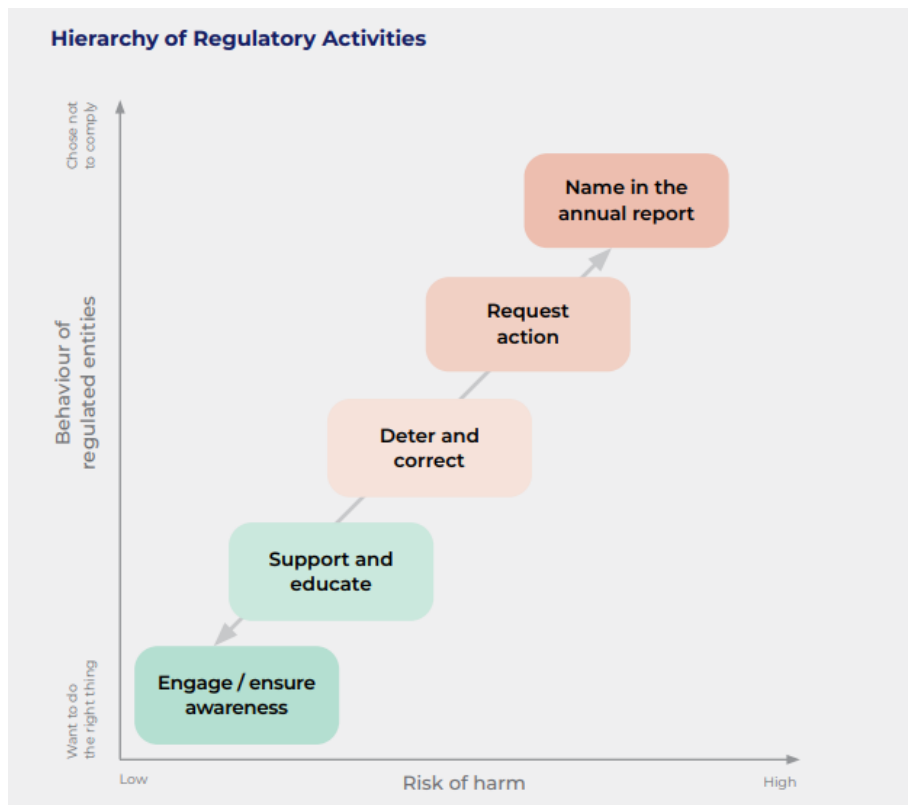 Hierarchy of Regulatory Activities
Chose not
to comply
Name in the
annual report
Request
action
Behaviour of
regulated entities
Deter and
correct
Support and
educate
Engage / ensure
awareness
Want to do
the right thing
Low
Risk of harm
High